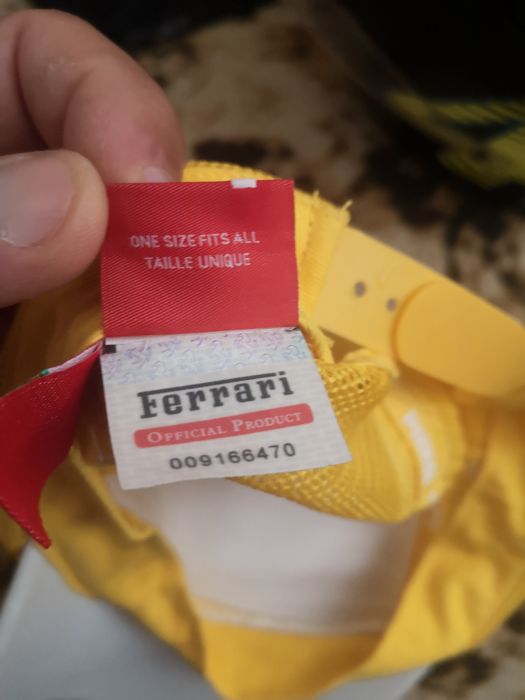 ONE SIZE FITS ALL
TAILLE UNIQUE
Ferrari
OFFICIAL PRODUCT
009166470